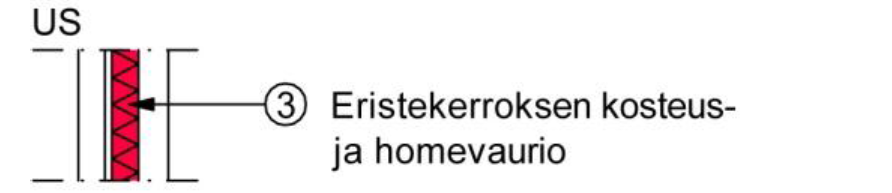 US
3 Eristekerroksen kosteus-
ja homevaurio